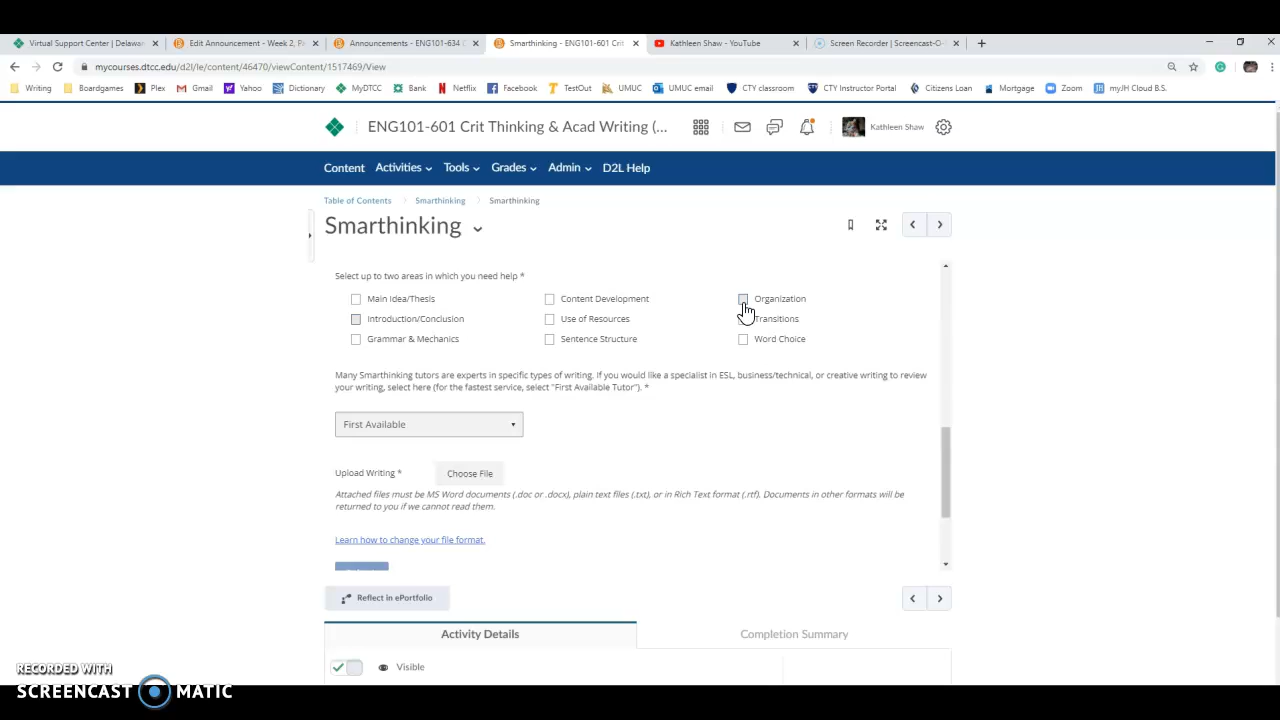 Virtual Support Center | Delawar
Edit Announcement - Week 2, Pl
Announcements - ENG101-634 C
Smarthinking - ENG101-601 Crit
Kathleen Shaw - YouTube
Screen Recorder | Screencast-O-
mycourses.dtcc.edu/d2l/le/content/46470/viewContent/1517469/View
Writing Boardgames Plex Gmail Yahoo Dictionary MyDTCC Bank Netflix Facebook TestOut UMUC UMUC email CTY classroom CTY Instructor Portal Citizens Loan Mortgage Zoom myJH Cloud B.S.
ENG101-601 Crit Thinking & Acad Writing (...
Kathleen Shaw
Content Activities Tools Grades Admin D2L Help
Table of Contents Smarthinking Smarthinking
Smarthinking
Select up to two areas in which you need help *
Main Idea/Thesis Content Development Organization
Introduction/Conclusion Use of Resources Transitions
Grammar & Mechanics Sentence Structure Word Choice
Many Smarthinking tutors are experts in specific types of writing. If you would like a specialist in ESL, business/technical, or creative writing to review
your writing, select here (for the fastest service, select "First Available Tutor"). *
First Available
Upload Writing * Choose File
Attached files must be MS Word documents (.doc or .docx), plain text files (.txt), or in Rich Text format (.rtf). Documents in other formats will be
returned to you if we cannot read them.
Learn how to change your file format.
Reflect in ePortfolio
Activity Details Completion Summary
Visible
RECORDED WITH
SCREENCAST MATIC